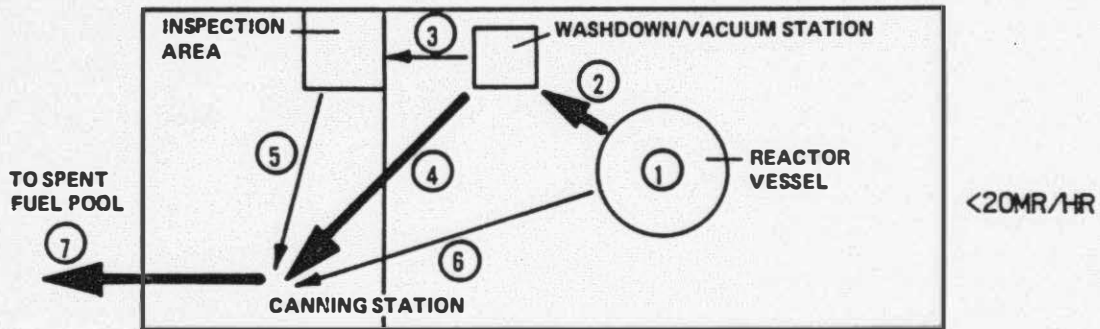 INSPECTION
AREA
3
WASHDOWN/VACUUM STATION
2
1
REACTOR
VESSEL
5
4
TO SPENT
FUEL POOL
7
6
<20MR/HR
CANNING STATION